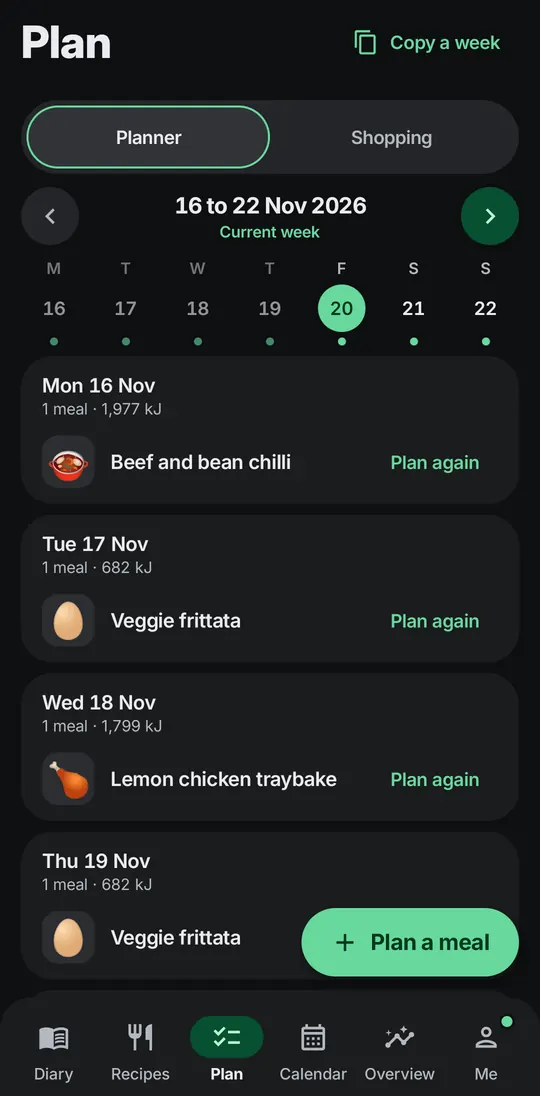 Plan
Copy a week
Planner
Shopping
16 to 22 Nov 2026
Current week
M T W T F S S
16 17 18 19 20 21 22
Mon 16 Nov
1 meal · 1,977 kJ
Beef and bean chilli
Plan again
Tue 17 Nov
1 meal · 682 kJ
Veggie frittata
Plan again
Wed 18 Nov
1 meal · 1,799 kJ
Lemon chicken traybake
Plan again
Thu 19 Nov
1 meal · 682 kJ
Veggie frittata
+ Plan a meal
Diary Recipes Plan Calendar Overview Me